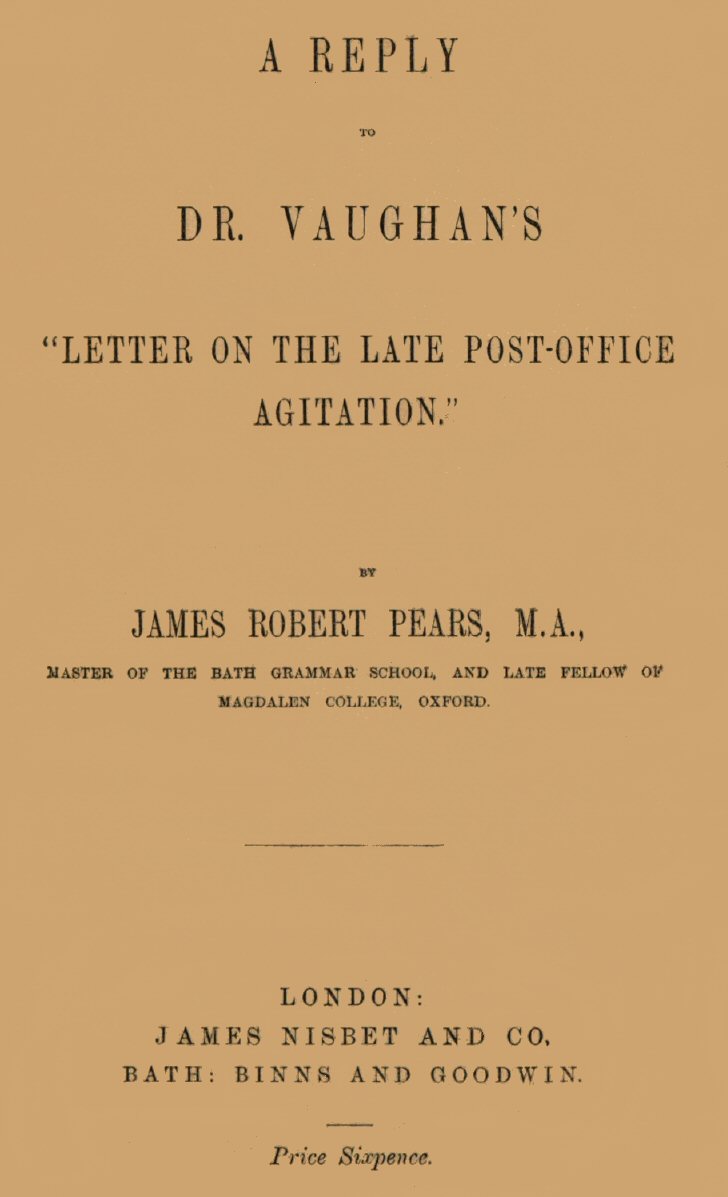 A REPLY
TO
DR. VAUGHAN'S
"LETTER ON THE LATE POST-OFFICE
AGITATION."
BY
JAMES ROBERT PEARS, M.A.,
MASTER OF THE BATH GRAMMAR SCHOOL, AND LATE FELLOW OF
MAGDALEN COLLEGE, OXFORD.
LONDON:
JAMES NISBET AND CO.
BATH: BINNS AND GOODWIN.
Price Sixpence.